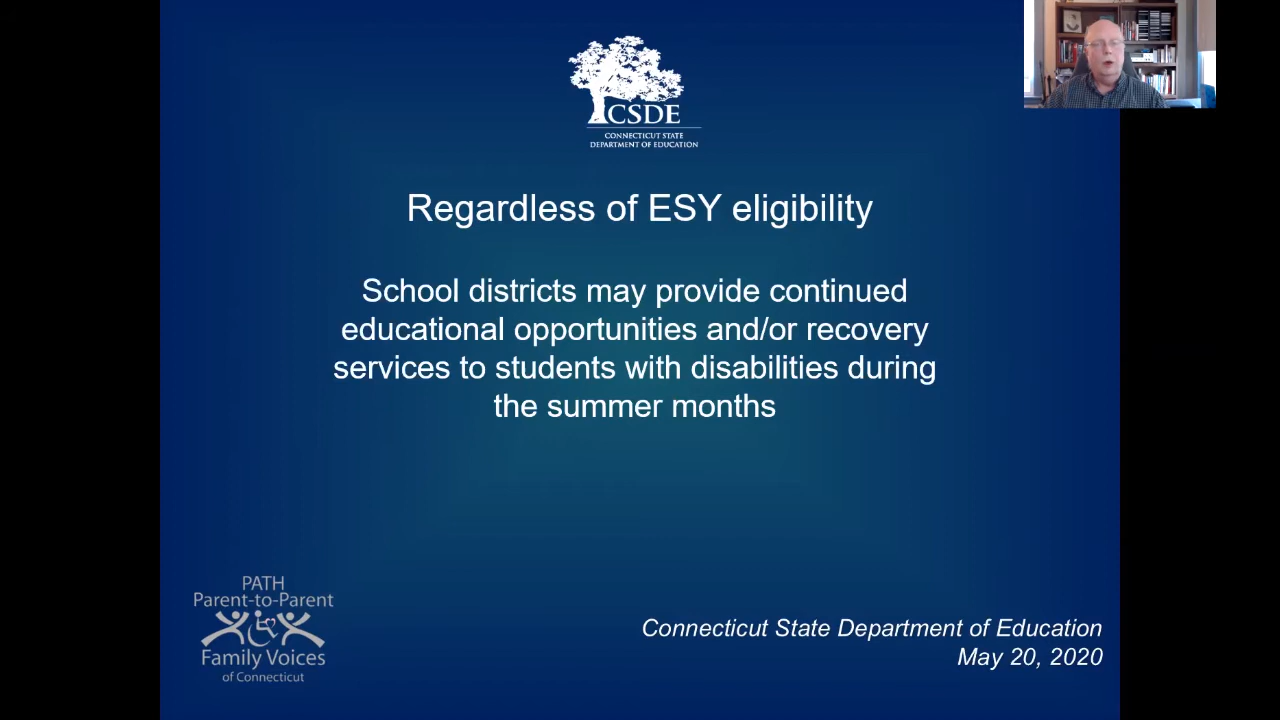 CSDE
CONNECTICUT STATE
DEPARTMENT OF EDUCATION
Regardless of ESY eligibility
School districts may provide continued
educational opportunities and/or recovery
services to students with disabilities during
the summer months
PATH
Parent-to-Parent
Family Voices
of Connecticut
Connecticut State Department of Education
May 20, 2020